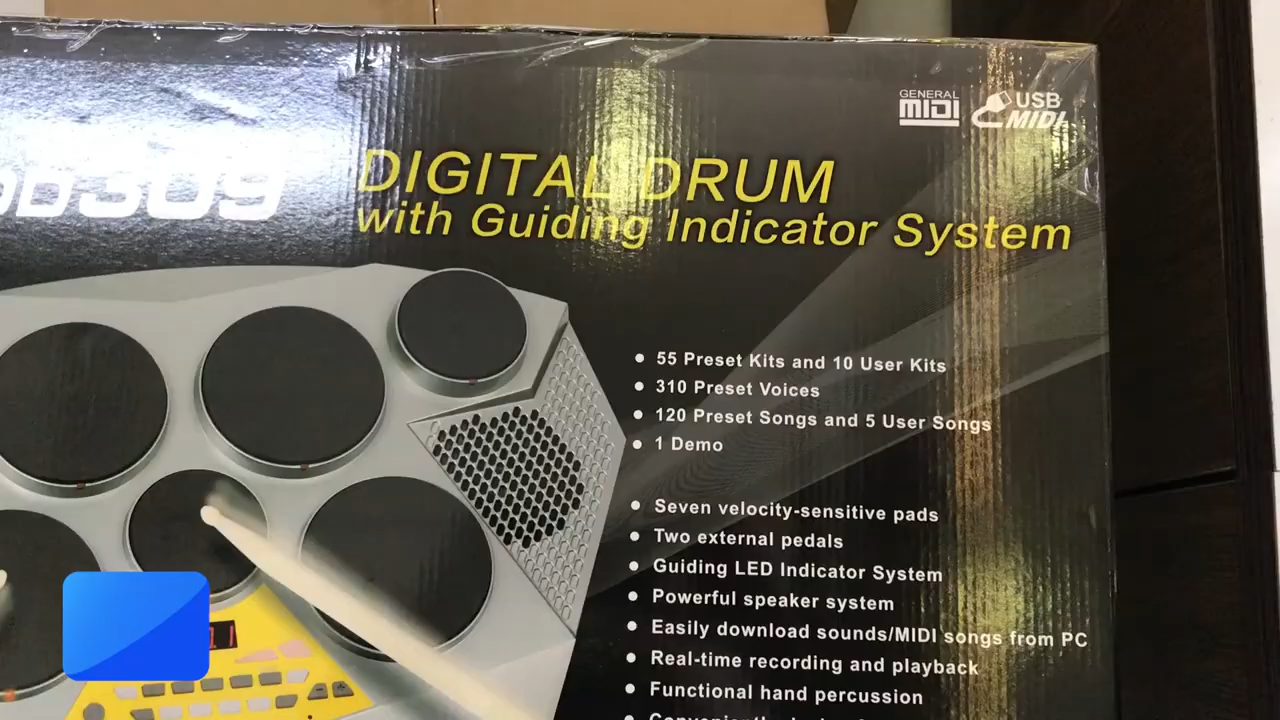 GENERAL
MIDI
USB
MIDI
DD309
DIGITAL DRUM
with Guiding Indicator System
55 Preset Kits and 10 User Kits
310 Preset Voices
120 Preset Songs and 5 User Songs
1 Demo
Seven velocity-sensitive pads
Two external pedals
Guiding LED Indicator System
Powerful speaker system
Easily download sounds/MIDI songs from PC
Real-time recording and playback
Functional hand percussion